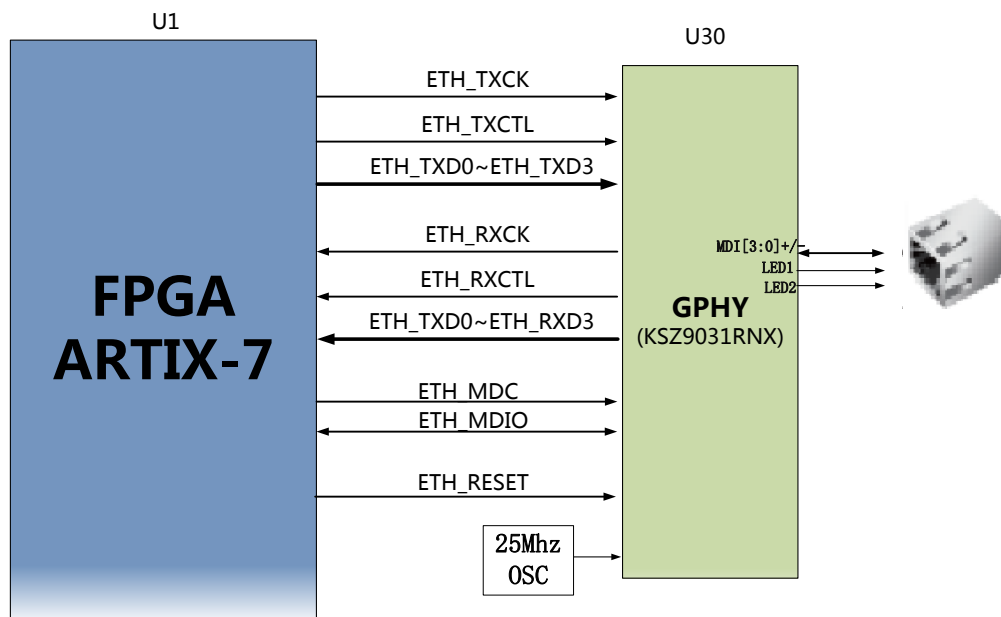 U1
U30
ETH_TXCK
ETH_TXCTL
ETH_TXD0~ETH_TXD3
ETH_RXCK
ETH_RXCTL
ETH_TXD0~ETH_RXD3
ETH_MDC
ETH_MDIO
ETH_RESET
FPGA
ARTIX-7
25Mhz
OSC
MDI[3:0]+/-
LED1
LED2
GPHY
(KSZ9031RNX)